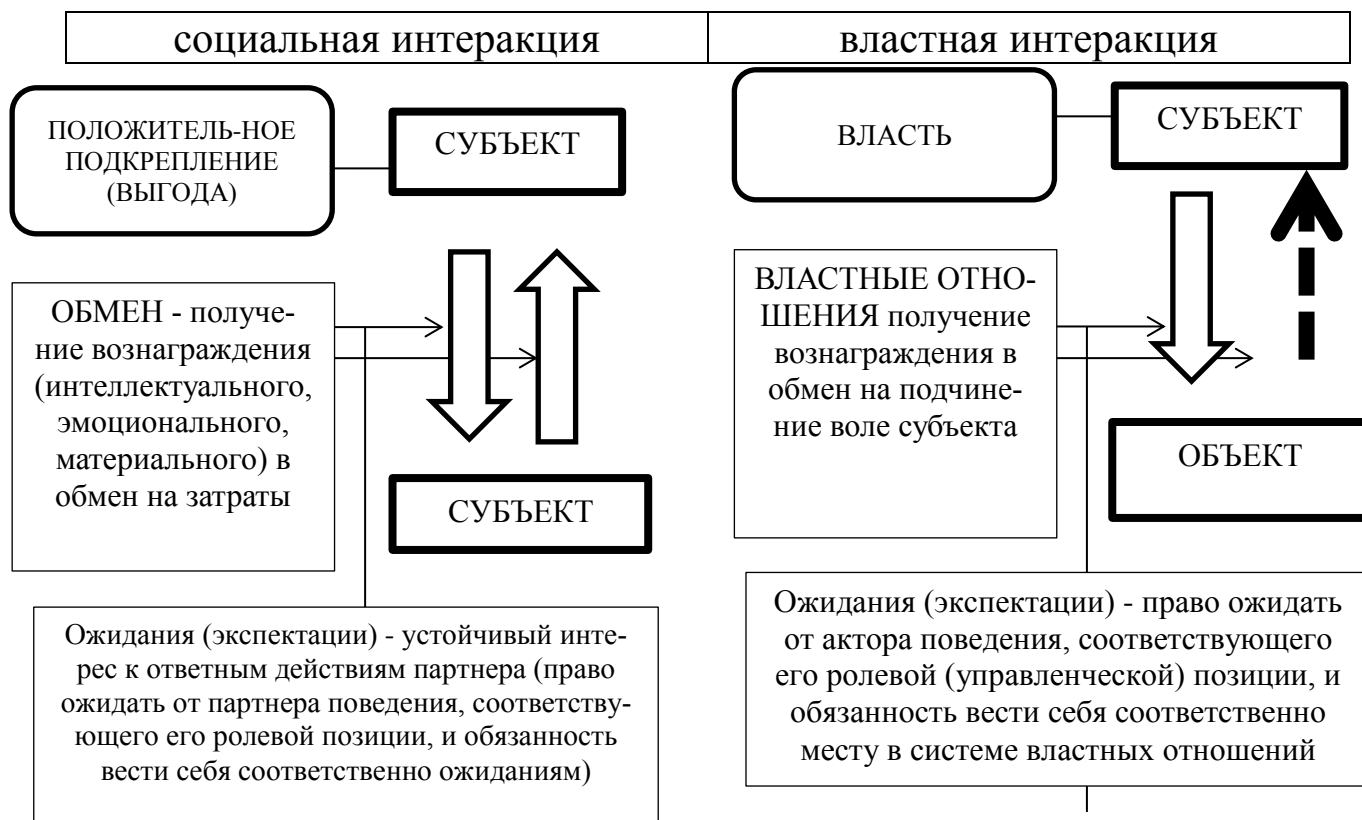 социальная интеракция
властная интеракция
ПОЛОЖИТЕЛЬ-НОЕ
ПОДКРЕПЛЕНИЕ
(ВЫГОДА)
СУБЪЕКТ
ОБМЕН - получе-
ние вознаграждения
(интеллектуального,
эмоционального,
материального) в
обмен на затраты
СУБЪЕКТ
Ожидания (экспектации) - устойчивый инте-
рес к ответным действиям партнера (право
ожидать от партнера поведения, соответству-
ющего его ролевой позиции, и обязанность
вести себя соответственно ожиданиям)
ВЛАСТЬ
СУБЪЕКТ
ВЛАСТНЫЕ ОТНО-
ШЕНИЯ получение
вознаграждения в
обмен на подчине-
ние воле субъекта
ОБЪЕКТ
Ожидания (экспектации) - право ожидать
от актора поведения, соответствующего
его ролевой (управленческой) позиции, и
обязанность вести себя соответственно
месту в системе властных отношений